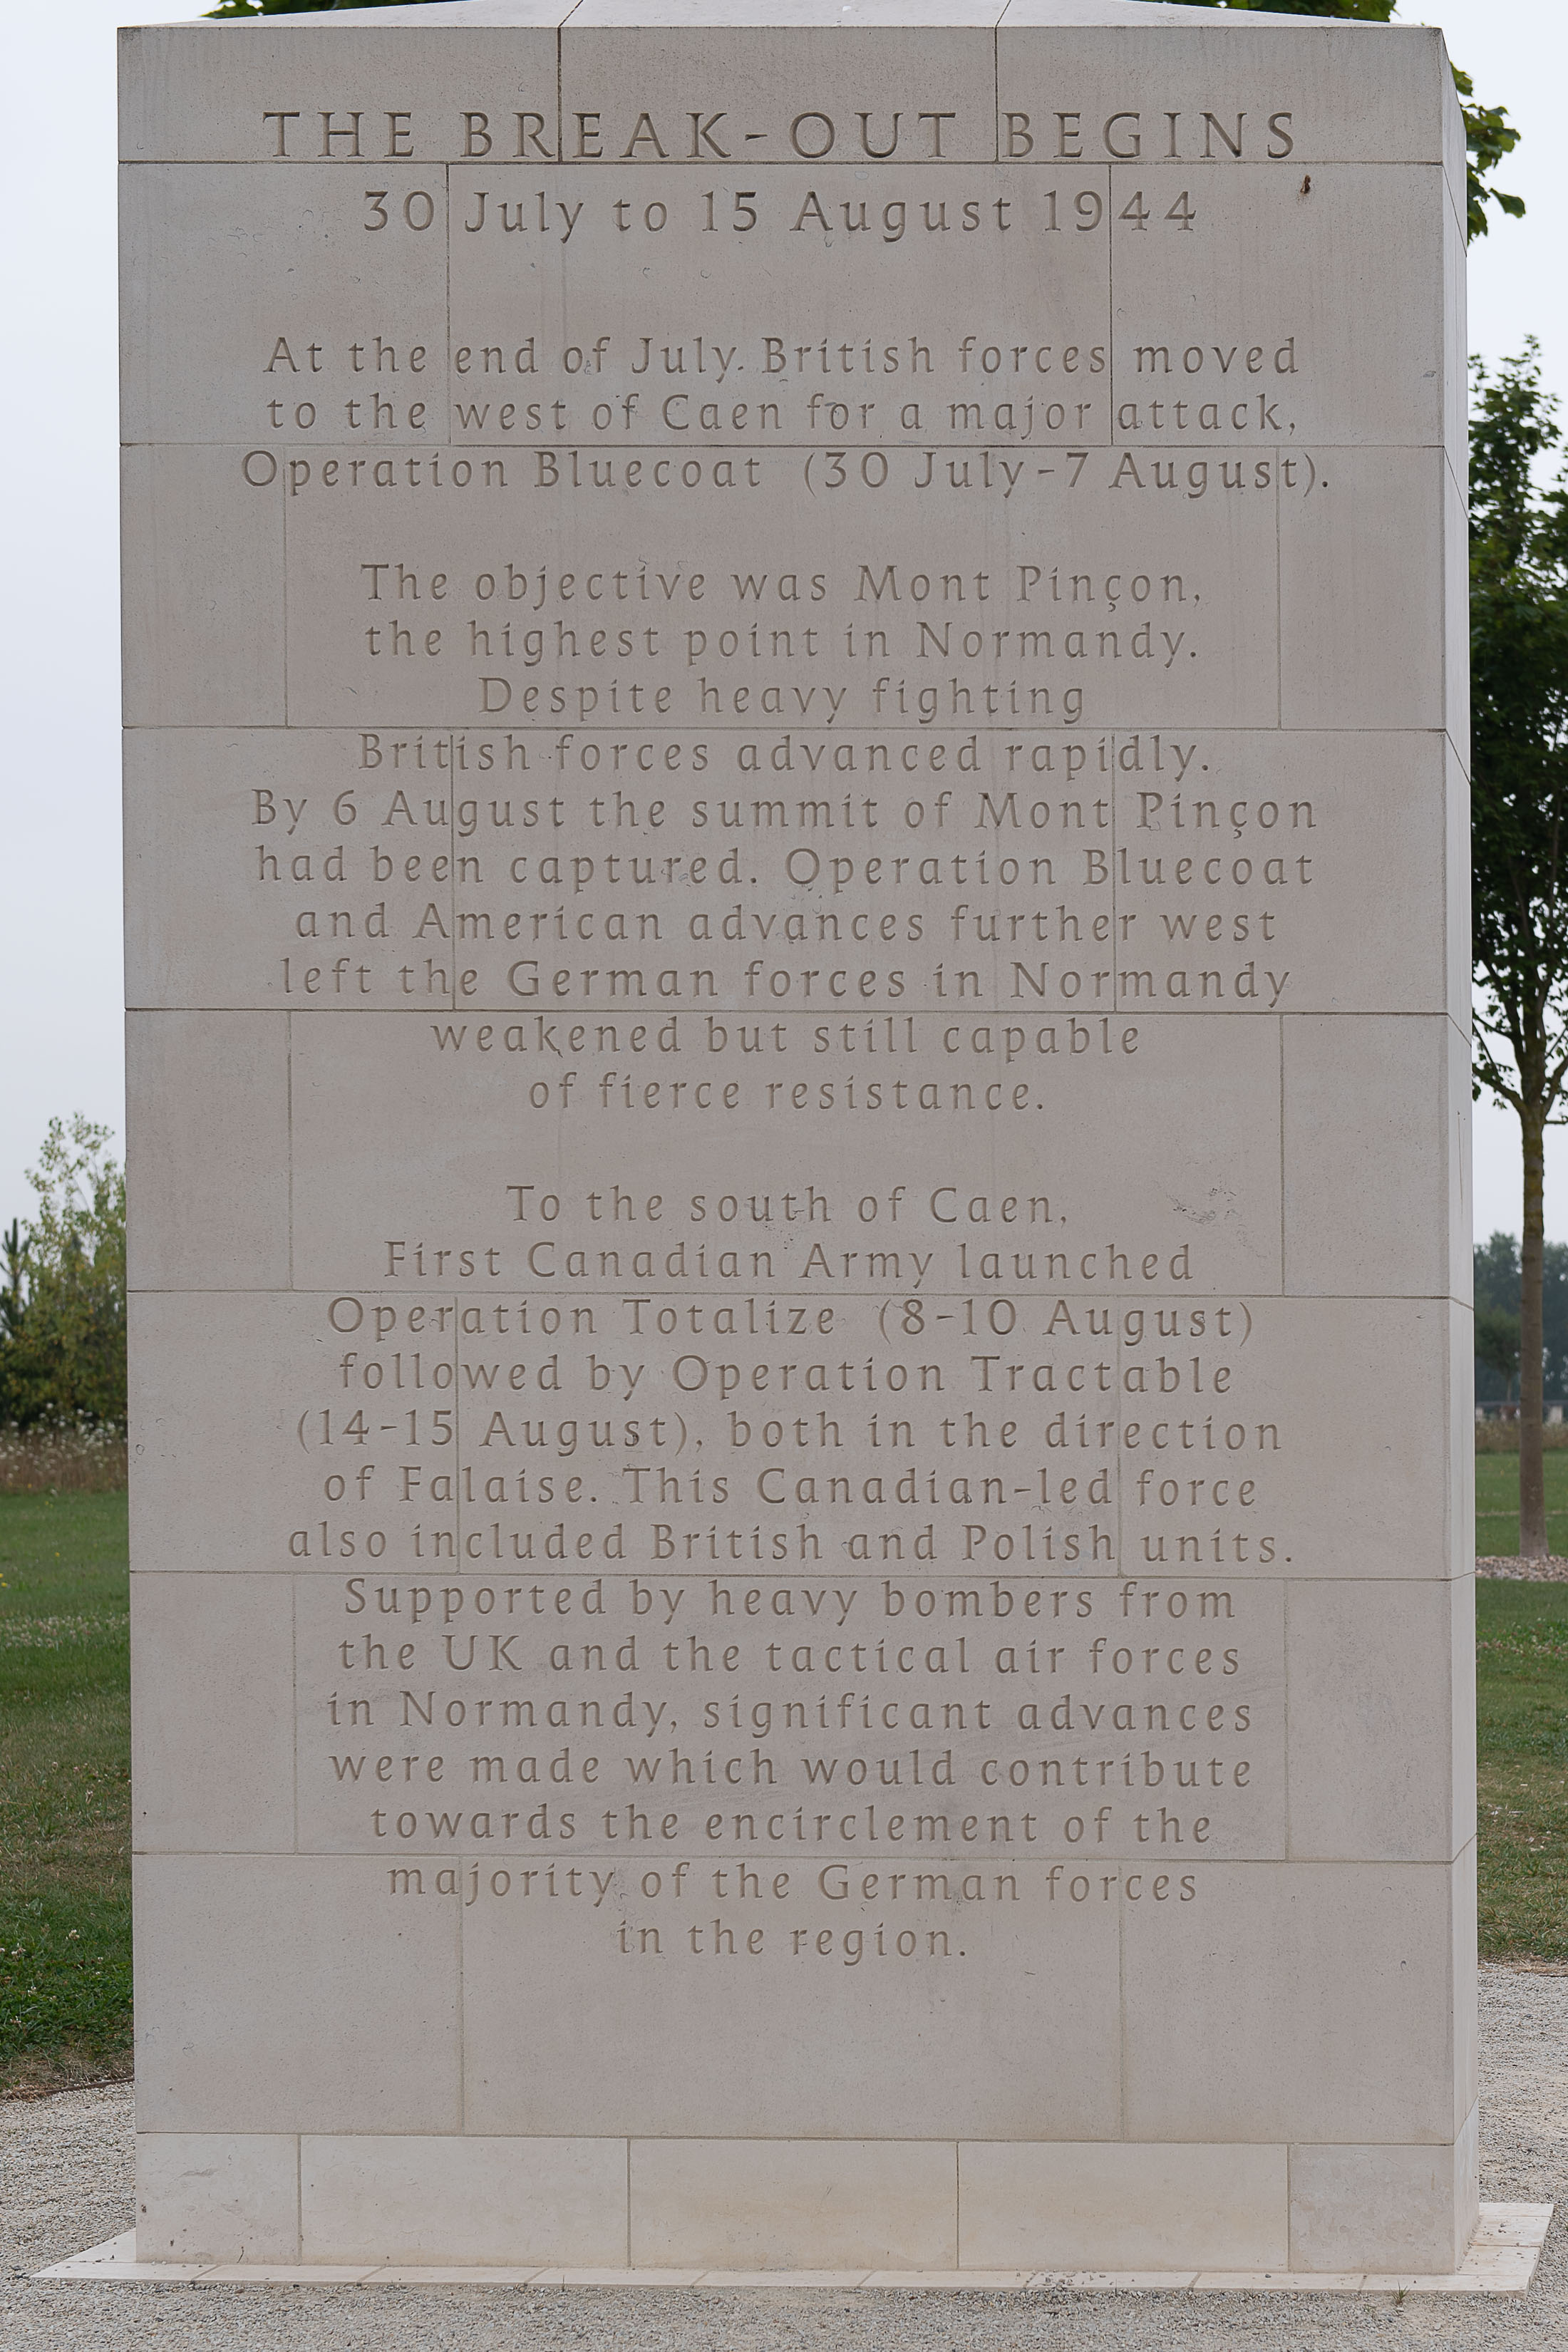 THE BREAK-OUT BEGINS
30 July to 15 August 1944
At the end of July. British forces moved
to the west of Caen for a major attack,
Operation Bluecoat (30 July-7 August).
The objective was Mont Pinçon,
the highest point in Normandy.
Despite heavy fighting
British forces advanced rapidly.
By 6 August the summit of Mont Pinçon
had been captured. Operation Bluecoat
and American advances further west
left the German forces in Normandy
weakened but still capable
of fierce resistance.
To the south of Caen,
First Canadian Army launched
Operation Totalize (8-10 August)
followed by Operation Tractable
(14-15 August), both in the direction
of Falaise. This Canadian-led force
also included British and Polish units.
Supported by heavy bombers from
the UK and the tactical air forces
in Normandy, significant advances
were made which would contribute
towards the encirclement of the
majority of the German forces
in the region.